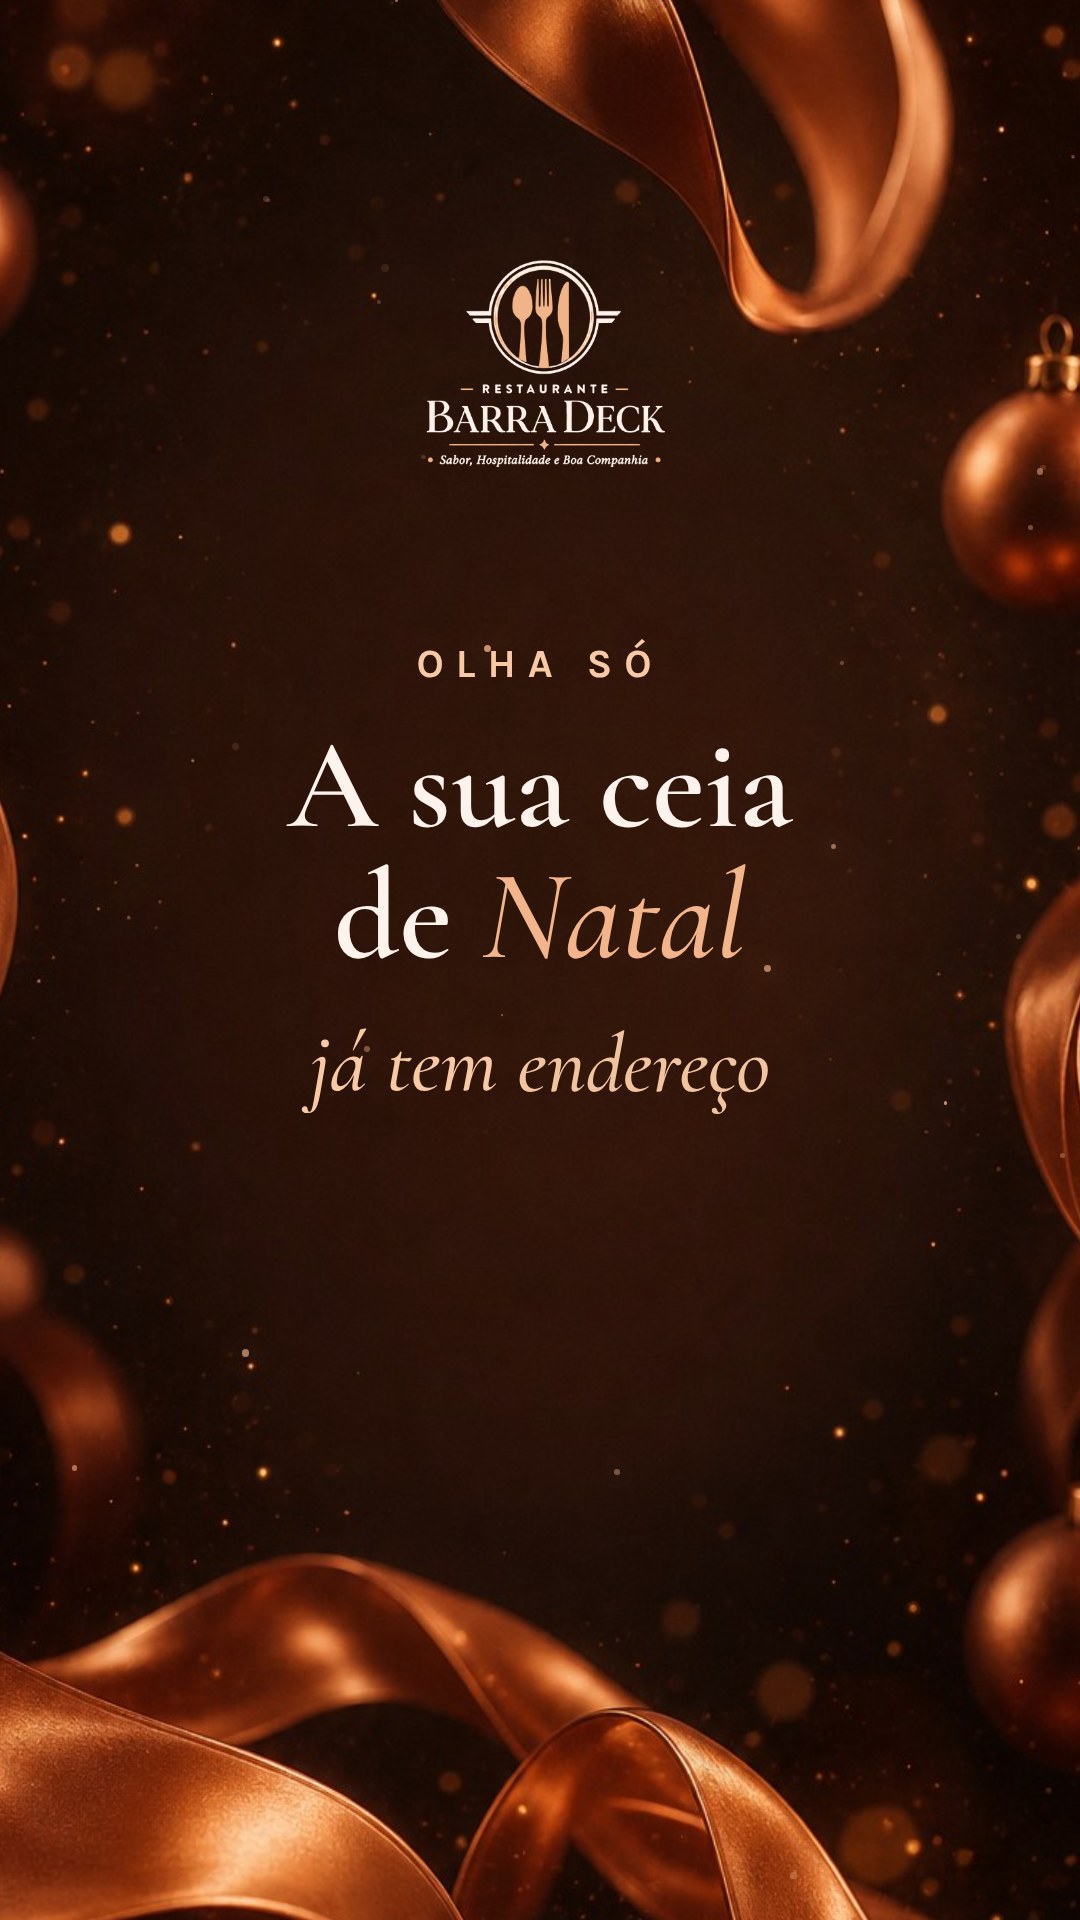 RESTAURANTE
BARRA DECK
Sabor, Hospitalidade e Boa Companhia
OLHA SÓ
A sua ceia
de Natal
já tem endereço